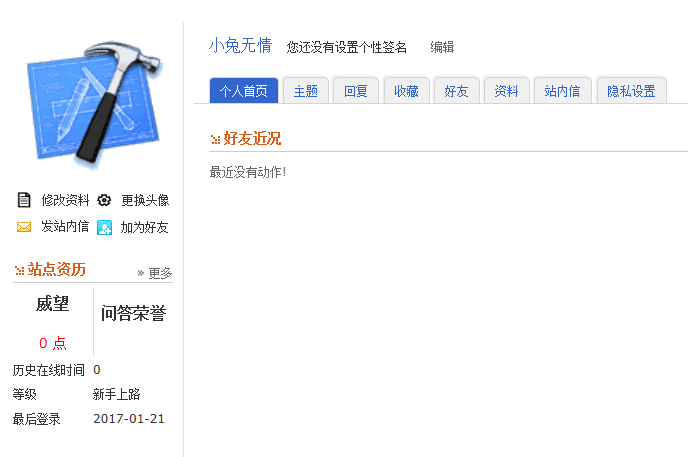 小兔无情 您还没有设置个性签名 编辑
个人首页 主题 回复 收藏 好友 资料 站内信 隐私设置
好友近况
最近没有动作!
修改资料 更换头像
发站内信 加为好友
站点资历 » 更多
威望 问答荣誉
0 点
历史在线时间 0
等级 新手上路
最后登录 2017-01-21